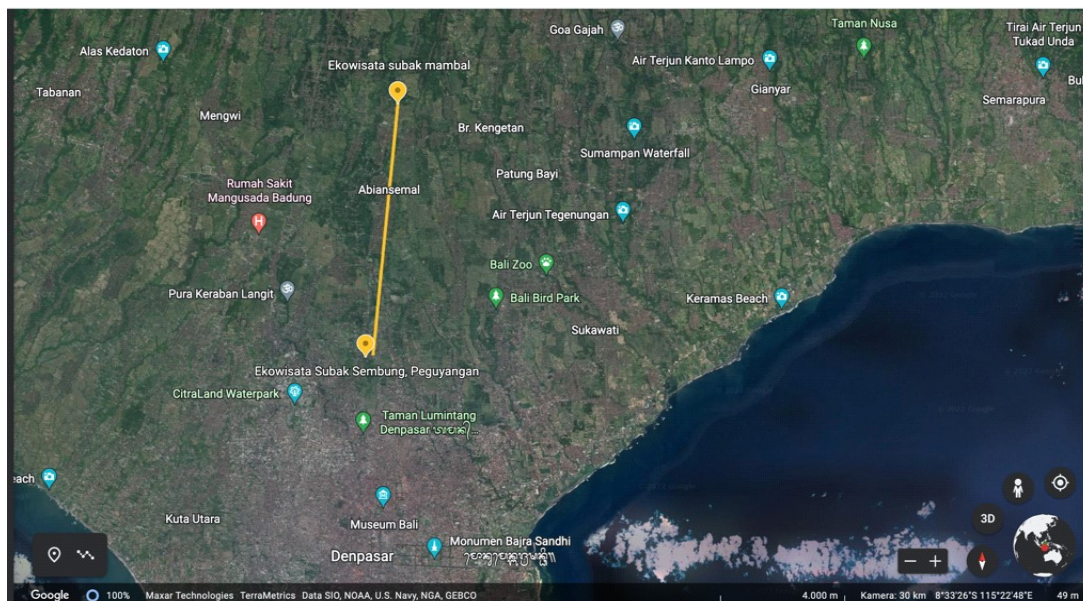 Taman Nusa
Goa Gajah
Tirai Air Terjun
Tukad Unda
Alas Kedaton
Ekowisata subak mambal
Air Terjun Kanto Lampo
Tabanan
Gianyar
Bu
Semarapura
Mengwi
Br. Kengetan
Sumampan Waterfall
Patung Bayi
Rumah Sakit
Mangusada Badung
Abiansemal
H
Air Terjun Tegenungan
Bali Zoo
Pura Keraban Langit
Bali Bird Park
Keramas Beach
Sukawati
Ekowisata Subak Sembung, Peguyangan
CitraLand Waterpark
Taman Lumintang
Denpasar
each
Kuta Utara
Museum Bali
3D
Monumen Bajra Sandhi
Denpasar
Google 100% Maxar Technologies TerraMetrics Data SIO, NOAA, U.S. Navy, NGA, GEBCO 4.000 m Kamera: 30 km 8°33'26"S 115°22'48"E 49 m